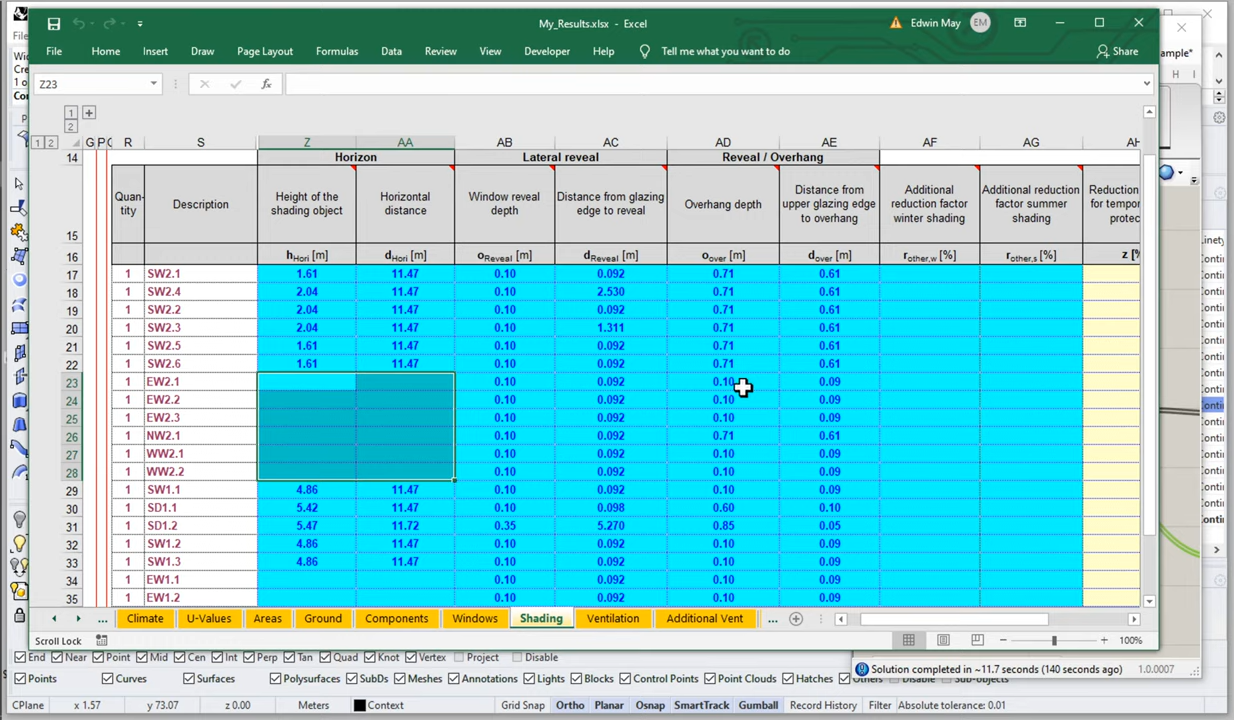 My_Results.xlsx - Excel
Edwin May
EM
File Home Insert Draw Page Layout Formulas Data Review View Developer Help Tell me what you want to do Share
Z23
fx
1
2
1 2 G P R S Z AA AB AC AD AE AF AG AH
14 Horizon Lateral reveal Reveal / Overhang
15 Quan-tity Description Height of the shading object Horizontal distance Window reveal depth Distance from glazing edge to reveal Overhang depth Distance from upper glazing edge to overhang Additional reduction factor winter shading Additional reduction factor summer shading Reduction for tempor protec
16 hHori [m] dHori [m] oReveal [m] dReveal [m] oover [m] dover [m] rother,w [%] rother,s [%] z [%
17 1 SW2.1 1.61 11.47 0.10 0.092 0.71 0.61
18 1 SW2.4 2.04 11.47 0.10 2.530 0.71 0.61
19 1 SW2.2 2.04 11.47 0.10 0.092 0.71 0.61
20 1 SW2.3 2.04 11.47 0.10 1.311 0.71 0.61
21 1 SW2.5 1.61 11.47 0.10 0.092 0.71 0.61
22 1 SW2.6 1.61 11.47 0.10 0.092 0.71 0.61
23 1 EW2.1 0.10 0.092 0.10 0.09
24 1 EW2.2 0.10 0.092 0.10 0.09
25 1 EW2.3 0.10 0.092 0.10 0.09
26 1 NW2.1 0.10 0.092 0.71 0.61
27 1 WW2.1 0.10 0.092 0.10 0.09
28 1 WW2.2 0.10 0.092 0.10 0.09
29 1 SW1.1 4.86 11.47 0.10 0.092 0.10 0.09
30 1 SD1.1 5.42 11.47 0.10 0.098 0.60 0.10
31 1 SD1.2 5.47 11.72 0.35 5.270 0.85 0.05
32 1 SW1.2 4.86 11.47 0.10 0.092 0.10 0.09
33 1 SW1.3 4.86 11.47 0.10 0.092 0.10 0.09
34 1 EW1.1 0.10 0.092 0.10 0.09
35 1 EW1.2 0.10 0.092 0.10 0.09
... Climate U-Values Areas Ground Components Windows Shading Ventilation Additional Vent ...
Scroll Lock 100%
End Near Point Mid Cen Int Perp Tan Quad Knot Vertex Project Disable
Solution completed in ~11.7 seconds (140 seconds ago) 1.0.0007
Points Curves Surfaces Polysurfaces SubDs Meshes Annotations Lights Blocks Control Points Point Clouds Hatches Others Disable Sub-objects
CPlane x 1.57 y 73.07 z 0.00 Meters Context Grid Snap Ortho Planar Osnap SmartTrack Gumball Record History Filter Absolute tolerance: 0.01